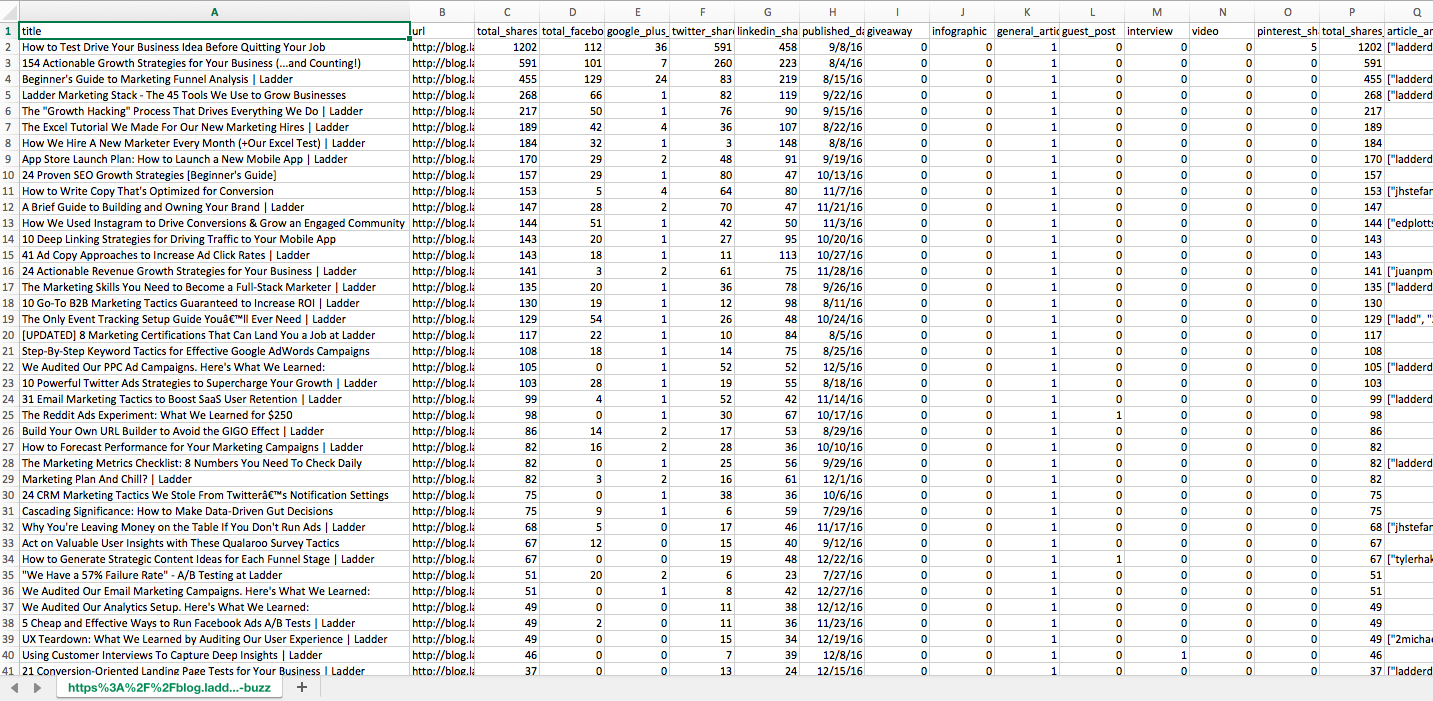 A B C D E F G H I J K L M N O P Q
1 title url total_shares total_facebo google_plus_ twitter_shar linkedin_sha published_da giveaway infographic general_artic guest_post interview video pinterest_sh total_shares_ article_am
2 How to Test Drive Your Business Idea Before Quitting Your Job http://blog.la 1202 112 36 591 458 9/8/16 0 0 1 0 0 0 5 1202 ["ladderd
3 154 Actionable Growth Strategies for Your Business (...and Counting!) http://blog.la 591 101 7 260 223 8/4/16 0 0 1 0 0 0 0 591
4 Beginner's Guide to Marketing Funnel Analysis | Ladder http://blog.la 455 129 24 83 219 8/15/16 0 0 1 0 0 0 0 455 ["ladderd
5 Ladder Marketing Stack - The 45 Tools We Use to Grow Businesses http://blog.la 268 66 1 82 119 9/22/16 0 0 1 0 0 0 0 268 ["ladderd
6 The "Growth Hacking" Process That Drives Everything We Do | Ladder http://blog.la 217 50 1 76 90 9/15/16 0 0 1 0 0 0 0 217
7 The Excel Tutorial We Made For Our New Marketing Hires | Ladder http://blog.la 189 42 4 36 107 8/22/16 0 0 1 0 0 0 0 189
8 How We Hire A New Marketer Every Month (+Our Excel Test) | Ladder http://blog.la 184 32 1 3 148 8/8/16 0 0 1 0 0 0 0 184
9 App Store Launch Plan: How to Launch a New Mobile App | Ladder http://blog.la 170 29 2 48 91 9/19/16 0 0 1 0 0 0 0 170 ["ladderd
10 24 Proven SEO Growth Strategies [Beginner's Guide] http://blog.la 157 29 1 80 47 10/13/16 0 0 1 0 0 0 0 157
11 How to Write Copy That's Optimized for Conversion http://blog.la 153 5 4 64 80 11/7/16 0 0 1 0 0 0 0 153 ["jhstefar
12 A Brief Guide to Building and Owning Your Brand | Ladder http://blog.la 147 28 2 70 47 11/21/16 0 0 1 0 0 0 0 147
13 How We Used Instagram to Drive Conversions & Grow an Engaged Community http://blog.la 144 51 1 42 50 11/3/16 0 0 1 0 0 0 0 144 ["edplotts
14 10 Deep Linking Strategies for Driving Traffic to Your Mobile App http://blog.la 143 20 1 27 95 10/20/16 0 0 1 0 0 0 0 143
15 41 Ad Copy Approaches to Increase Ad Click Rates | Ladder http://blog.la 143 18 1 11 113 10/27/16 0 0 1 0 0 0 0 143
16 24 Actionable Revenue Growth Strategies for Your Business | Ladder http://blog.la 141 3 2 61 75 11/28/16 0 0 1 0 0 0 0 141 ["juanpm
17 The Marketing Skills You Need to Become a Full-Stack Marketer | Ladder http://blog.la 135 20 1 36 78 9/26/16 0 0 1 0 0 0 0 135 ["ladderd
18 10 Go-To B2B Marketing Tactics Guaranteed to Increase ROI | Ladder http://blog.la 130 19 1 12 98 8/11/16 0 0 1 0 0 0 0 130
19 The Only Event Tracking Setup Guide Youâ€™ll Ever Need | Ladder http://blog.la 129 54 1 26 48 10/24/16 0 0 1 0 0 0 0 129 ["ladd", ":
20 [UPDATED] 8 Marketing Certifications That Can Land You a Job at Ladder http://blog.la 117 22 1 10 84 8/5/16 0 0 1 0 0 0 0 117
21 Step-By-Step Keyword Tactics for Effective Google AdWords Campaigns http://blog.la 108 18 1 14 75 8/25/16 0 0 1 0 0 0 0 108
22 We Audited Our PPC Ad Campaigns. Here's What We Learned: http://blog.la 105 0 1 52 52 12/5/16 0 0 1 0 0 0 0 105 ["ladderd
23 10 Powerful Twitter Ads Strategies to Supercharge Your Growth | Ladder http://blog.la 103 28 1 19 55 8/18/16 0 0 1 0 0 0 0 103
24 31 Email Marketing Tactics to Boost SaaS User Retention | Ladder http://blog.la 99 4 1 52 42 11/14/16 0 0 1 0 0 0 0 99 ["ladderd
25 The Reddit Ads Experiment: What We Learned for $250 http://blog.la 98 0 1 30 67 10/17/16 0 0 1 1 0 0 0 98
26 Build Your Own URL Builder to Avoid the GIGO Effect | Ladder http://blog.la 86 14 2 17 53 8/29/16 0 0 1 0 0 0 0 86
27 How to Forecast Performance for Your Marketing Campaigns | Ladder http://blog.la 82 16 2 28 36 10/10/16 0 0 1 0 0 0 0 82
28 The Marketing Metrics Checklist: 8 Numbers You Need To Check Daily http://blog.la 82 0 1 25 56 9/29/16 0 0 1 0 0 0 0 82 ["ladderd
29 Marketing Plan And Chill? | Ladder http://blog.la 82 3 2 16 61 12/1/16 0 0 1 0 0 0 0 82
30 24 CRM Marketing Tactics We Stole From Twitterâ€™s Notification Settings http://blog.la 75 0 1 38 36 10/6/16 0 0 1 0 0 0 0 75
31 Cascading Significance: How to Make Data-Driven Gut Decisions http://blog.la 75 9 1 6 59 7/29/16 0 0 1 0 0 0 0 75
32 Why You're Leaving Money on the Table If You Don't Run Ads | Ladder http://blog.la 68 5 0 17 46 11/17/16 0 0 1 0 0 0 0 68 ["jhstefar
33 Act on Valuable User Insights with These Qualaroo Survey Tactics http://blog.la 67 12 0 15 40 9/12/16 0 0 1 0 0 0 0 67
34 How to Generate Strategic Content Ideas for Each Funnel Stage | Ladder http://blog.la 67 0 0 19 48 12/22/16 0 0 1 1 0 0 0 67 ["tylerhak
35 "We Have a 57% Failure Rate" - A/B Testing at Ladder http://blog.la 51 20 2 6 23 7/27/16 0 0 1 0 0 0 0 51
36 We Audited Our Email Marketing Campaigns. Here's What We Learned: http://blog.la 51 0 1 8 42 12/27/16 0 0 1 0 0 0 0 51
37 We Audited Our Analytics Setup. Here's What We Learned: http://blog.la 49 0 0 11 38 12/12/16 0 0 1 0 0 0 0 49
38 5 Cheap and Effective Ways to Run Facebook Ads A/B Tests | Ladder http://blog.la 49 2 0 11 36 11/23/16 0 0 1 0 0 0 0 49
39 UX Teardown: What We Learned by Auditing Our User Experience | Ladder http://blog.la 49 0 0 15 34 12/19/16 0 0 1 0 0 0 0 49 ["2michae
40 Using Customer Interviews To Capture Deep Insights | Ladder http://blog.la 46 0 0 7 39 12/8/16 0 0 1 0 1 0 0 46
41 21 Conversion-Oriented Landing Page Tests for Your Business | Ladder http://blog.la 37 0 0 13 24 12/15/16 0 0 1 0 0 0 0 37 ["ladderd
https%3A%2F%2Fblog.ladd...-buzz +